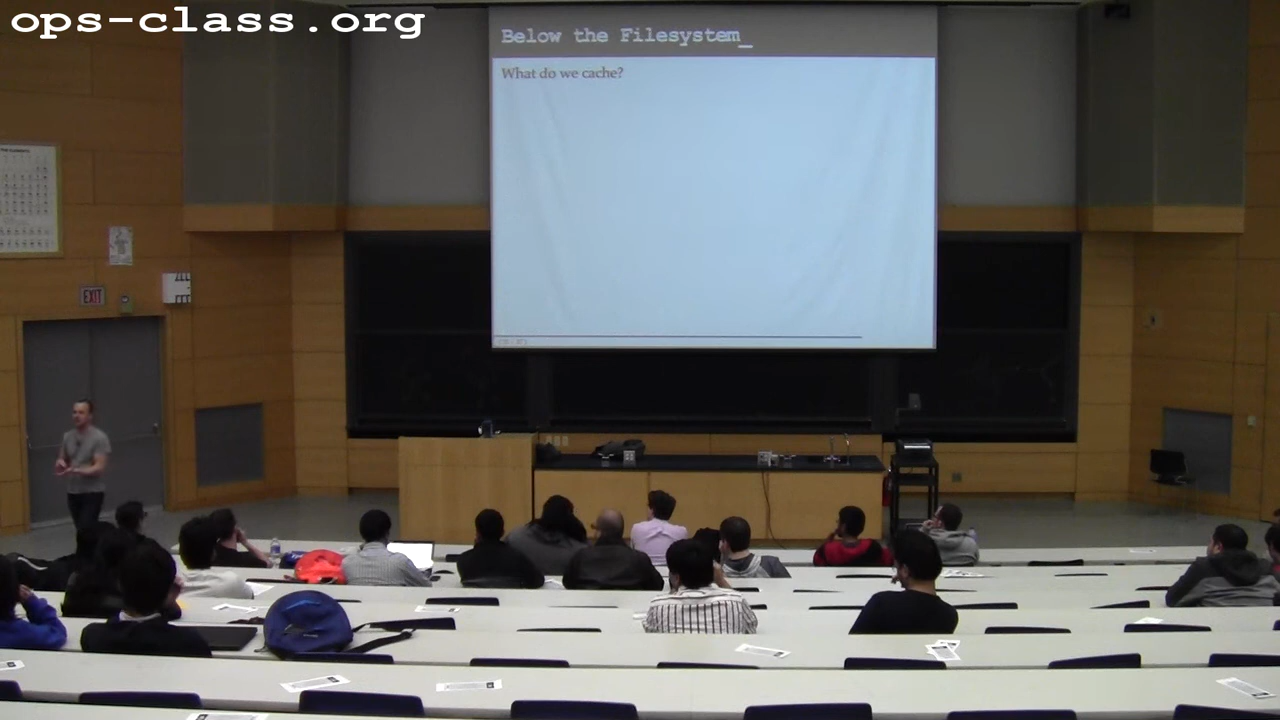 ops-class.org
Below the Filesystem_
What do we cache?
EXIT